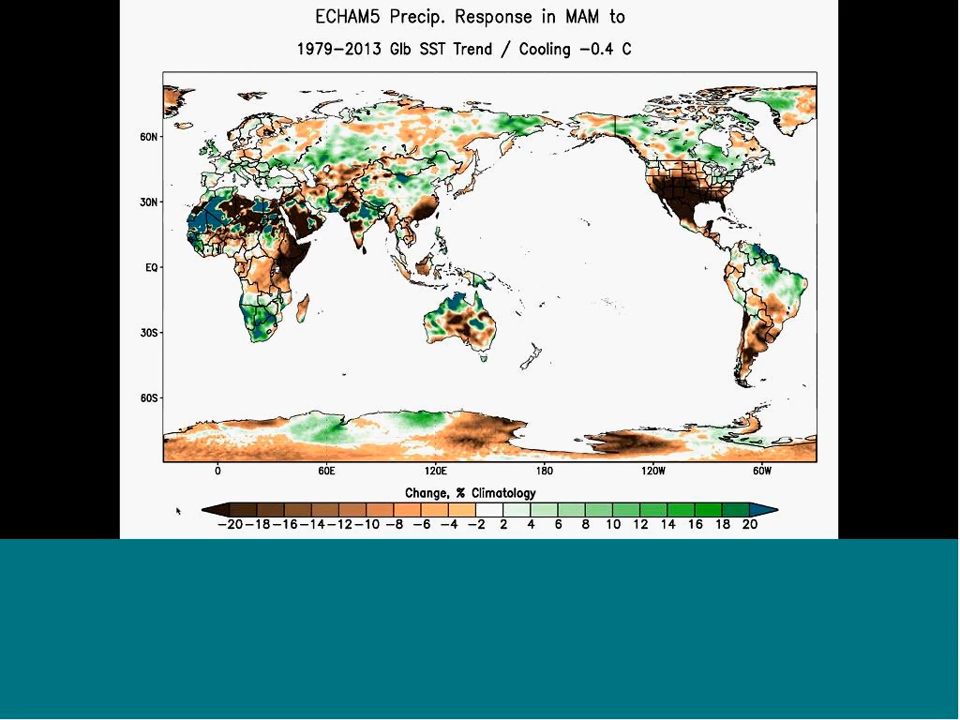 ECHAM5 Precip. Response in MAM to
1979-2013 Glb SST Trend / Cooling -0.4 C
60N
30N
EQ
30S
60S
0 60E 120E 180 120W 60W
Change, % Climatology
-20 -18 -16 -14 -12 -10 -8 -6 -4 -2 2 4 6 8 10 12 14 16 18 20